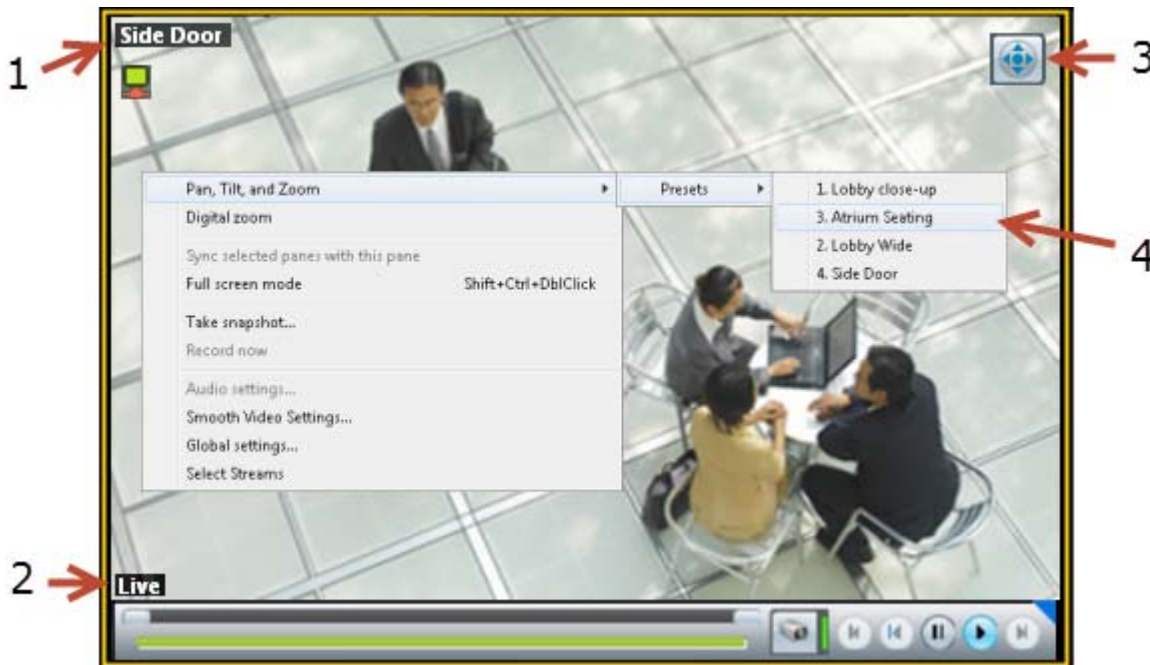 Side Door
1
3
Pan, Tilt, and Zoom
Presets
1. Lobby close-up
Digital zoom
3. Atrium Seating
4
Sync selected panes with this pane
2. Lobby Wide
Full screen mode Shift+Ctrl+DblClick
4. Side Door
Take snapshot...
Record now
Audio settings...
Smooth Video Settings...
Global settings...
Select Streams
2
Live